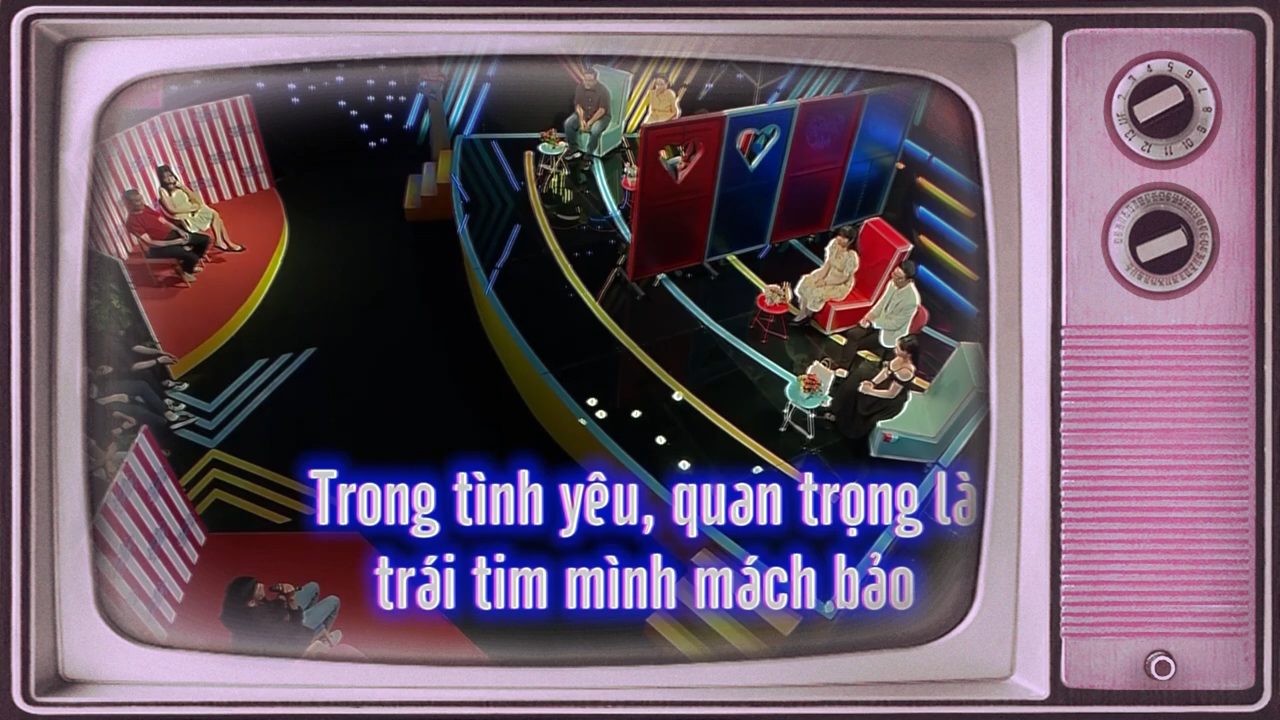 Trong tình yêu, quan trọng là
trái tim mình mách bảo